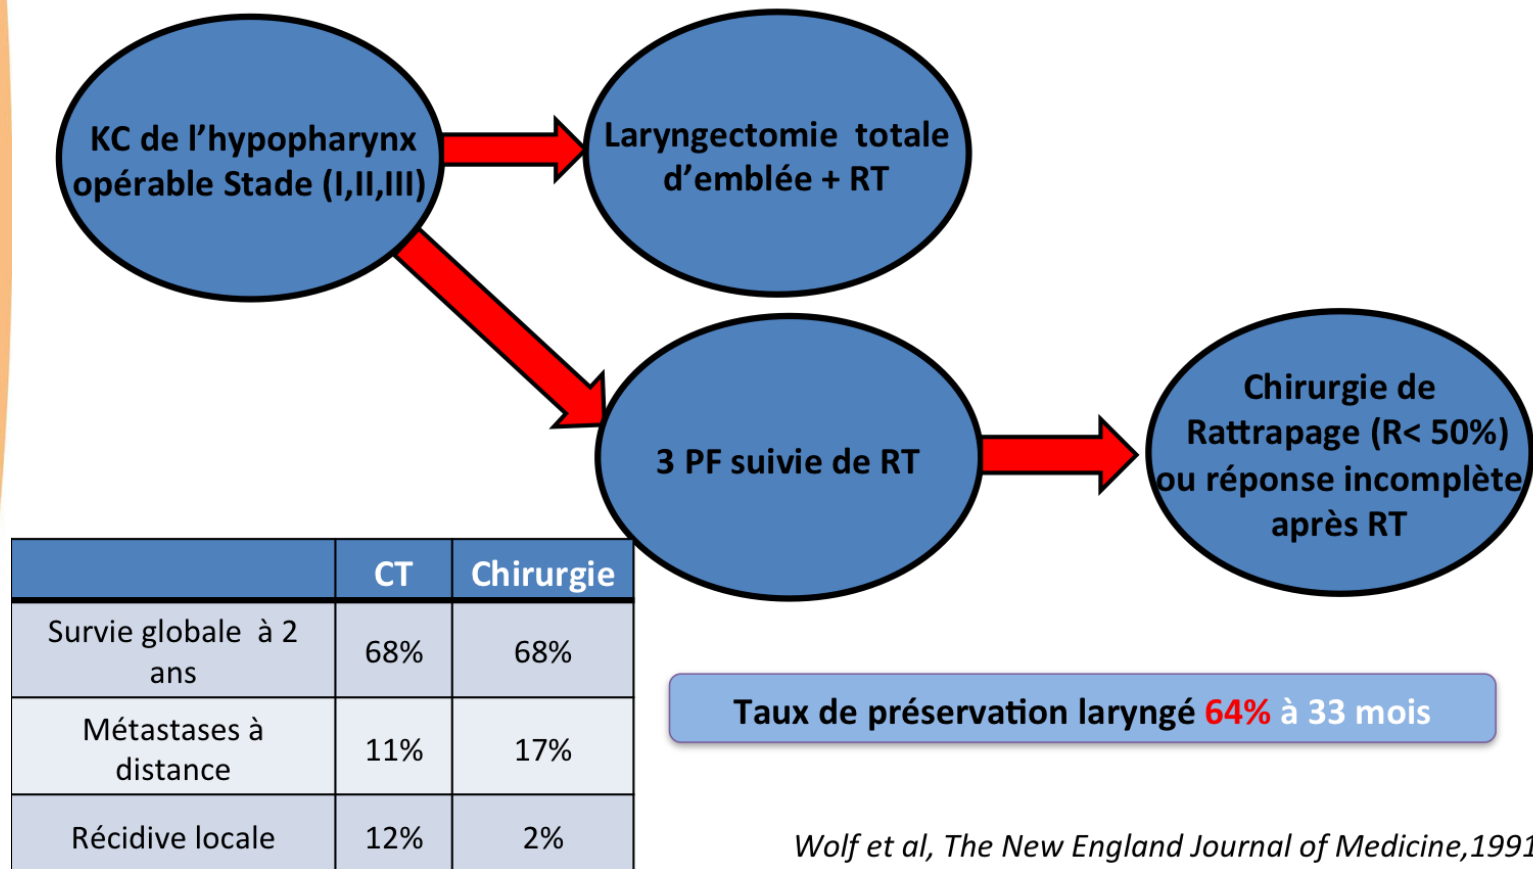 KC de l’hypopharynx
opérable Stade (I,II,III)
Laryngectomie totale
d’emblée + RT
3 PF suivie de RT
Chirurgie de
Rattrapage (R< 50%)
ou réponse incomplète
après RT
CT Chirurgie
Survie globale à 2
ans
68% 68%
Métastases à
distance
11% 17%
Récidive locale 12% 2%
Taux de préservation laryngé 64% à 33 mois
Wolf et al, The New England Journal of Medicine,1991